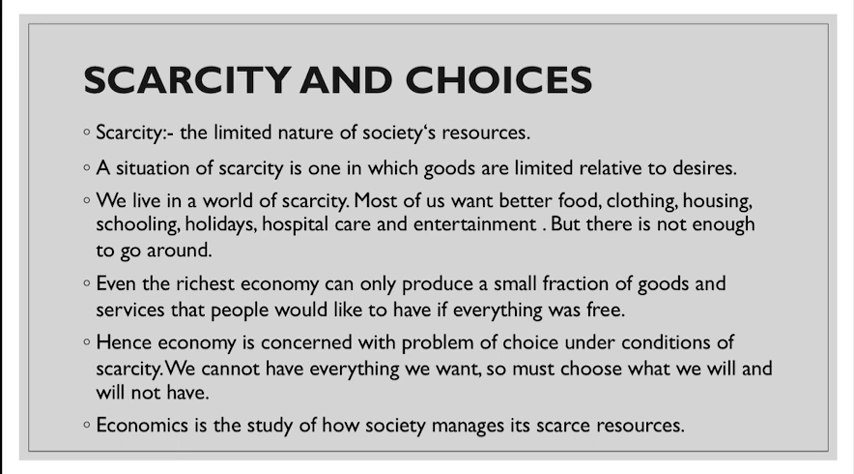 SCARCITY AND CHOICES
◦ Scarcity:- the limited nature of society‘s resources.
◦ A situation of scarcity is one in which goods are limited relative to desires.
◦ We live in a world of scarcity. Most of us want better food, clothing, housing,
schooling, holidays, hospital care and entertainment . But there is not enough
to go around.
◦ Even the richest economy can only produce a small fraction of goods and
services that people would like to have if everything was free.
◦ Hence economy is concerned with problem of choice under conditions of
scarcity. We cannot have everything we want, so must choose what we will and
will not have.
◦ Economics is the study of how society manages its scarce resources.